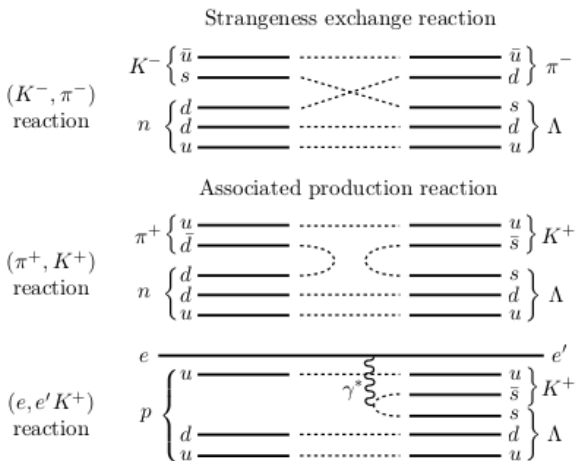 Strangeness exchange reaction
(K⁻, π⁻)
reaction
K⁻ { ū s
n { d d u
ū d } π⁻
s d u } Λ
Associated production reaction
(π⁺, K⁺)
reaction
π⁺ { u d̄
n { d d u
u s̄ } K⁺
s d u } Λ
(e, e′K⁺)
reaction
e e′
p { u d u
γ*
u s̄ } K⁺
s d u } Λ